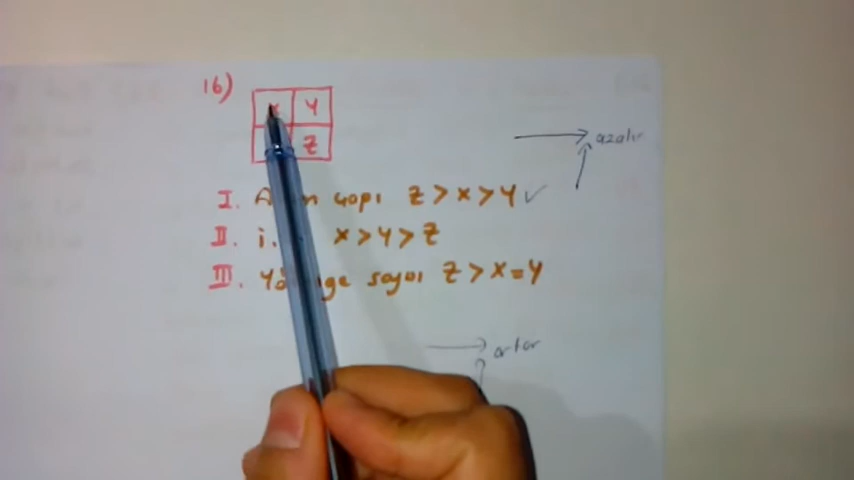 16)
Y
Z
azalır
I. çapı Z > X > Y ✓
II. i. X > Y > Z
III. sayısı Z > X = Y
artar